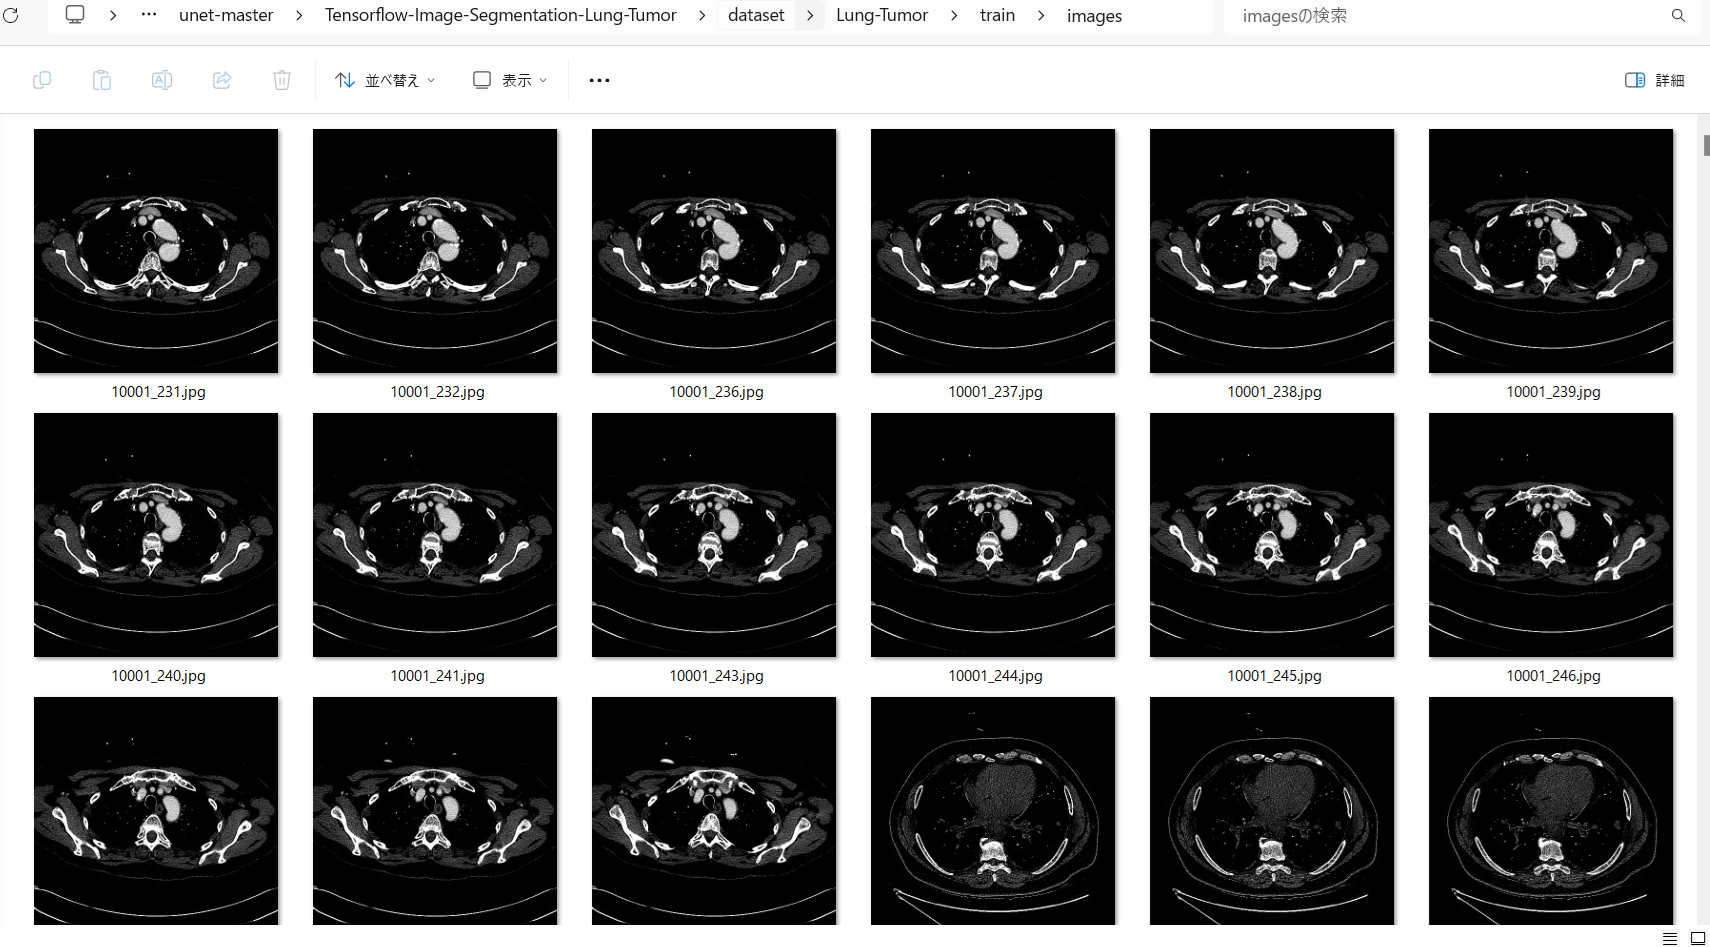 … unet-master > Tensorflow-Image-Segmentation-Lung-Tumor > dataset > Lung-Tumor > train > images imagesの検索
並べ替え 表示 … 詳細
10001_231.jpg 10001_232.jpg 10001_236.jpg 10001_237.jpg 10001_238.jpg 10001_239.jpg
10001_240.jpg 10001_241.jpg 10001_243.jpg 10001_244.jpg 10001_245.jpg 10001_246.jpg